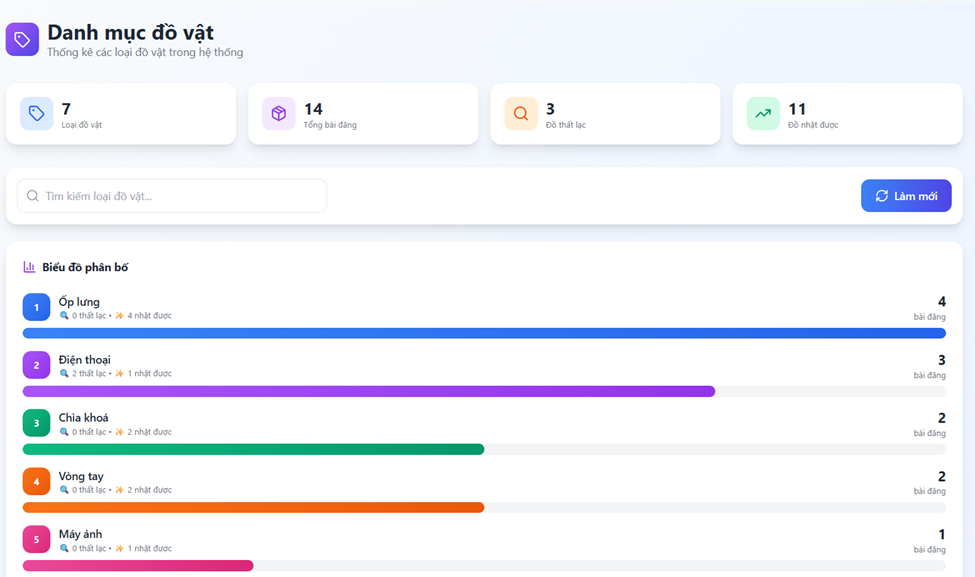 Danh mục đồ vật
Thống kê các loại đồ vật trong hệ thống
7
Loại đồ vật
14
Tổng bài đăng
3
Đồ thất lạc
11
Đồ nhặt được
Tìm kiếm loại đồ vật...
Làm mới
Biểu đồ phân bố
1
Ốp lưng
0 thất lạc • 4 nhặt được
4
bài đăng
2
Điện thoại
2 thất lạc • 1 nhặt được
3
bài đăng
3
Chìa khoá
0 thất lạc • 2 nhặt được
2
bài đăng
4
Vòng tay
0 thất lạc • 2 nhặt được
2
bài đăng
5
Máy ảnh
0 thất lạc • 1 nhặt được
1
bài đăng